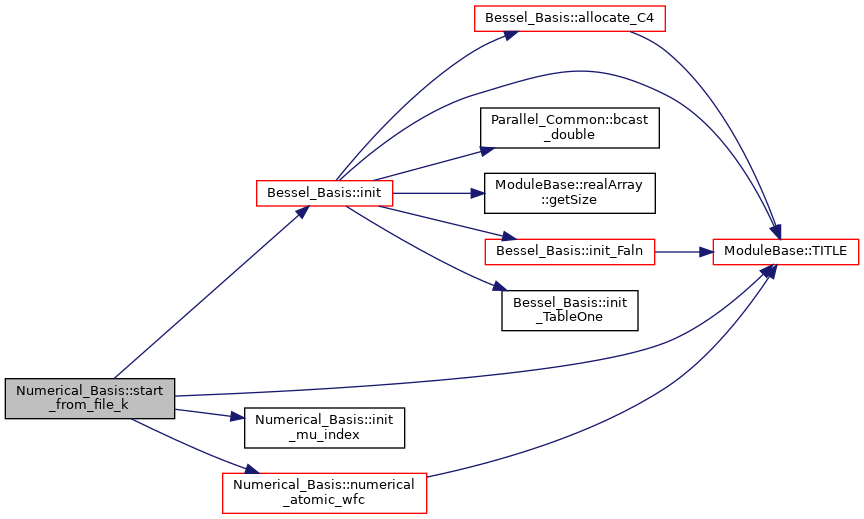 Bessel_Basis::allocate_C4
Parallel_Common::bcast
_double
Bessel_Basis::init
ModuleBase::realArray
::getSize
Bessel_Basis::init_Faln
ModuleBase::TITLE
Bessel_Basis::init
_TableOne
Numerical_Basis::start
_from_file_k
Numerical_Basis::init
_mu_index
Numerical_Basis::numerical
_atomic_wfc